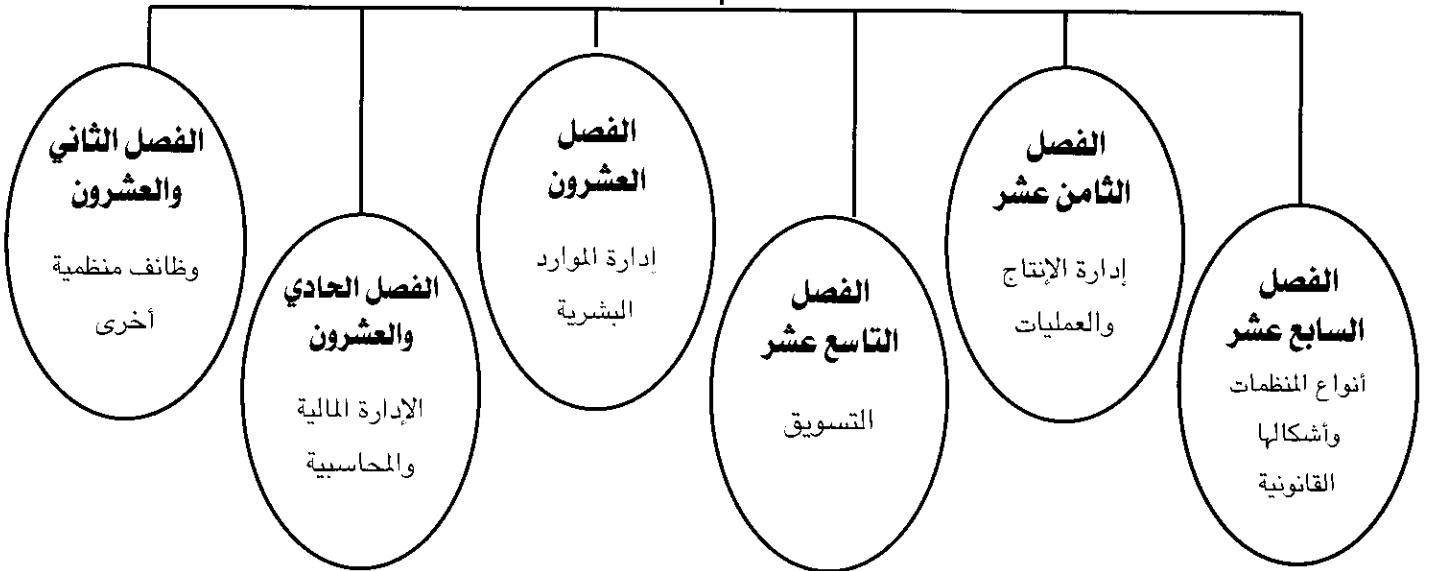 الفصل
السابع عشر
أنواع المنظمات
وأشكالها
القانونية
الفصل
الثامن عشر
إدارة الإنتاج
والعمليات
الفصل
التاسع عشر
التسويق
الفصل
العشرون
إدارة الموارد
البشرية
الفصل الحادي
والعشرون
الإدارة المالية
والمحاسبية
الفصل الثاني
والعشرون
وظائف منظمية
أخرى